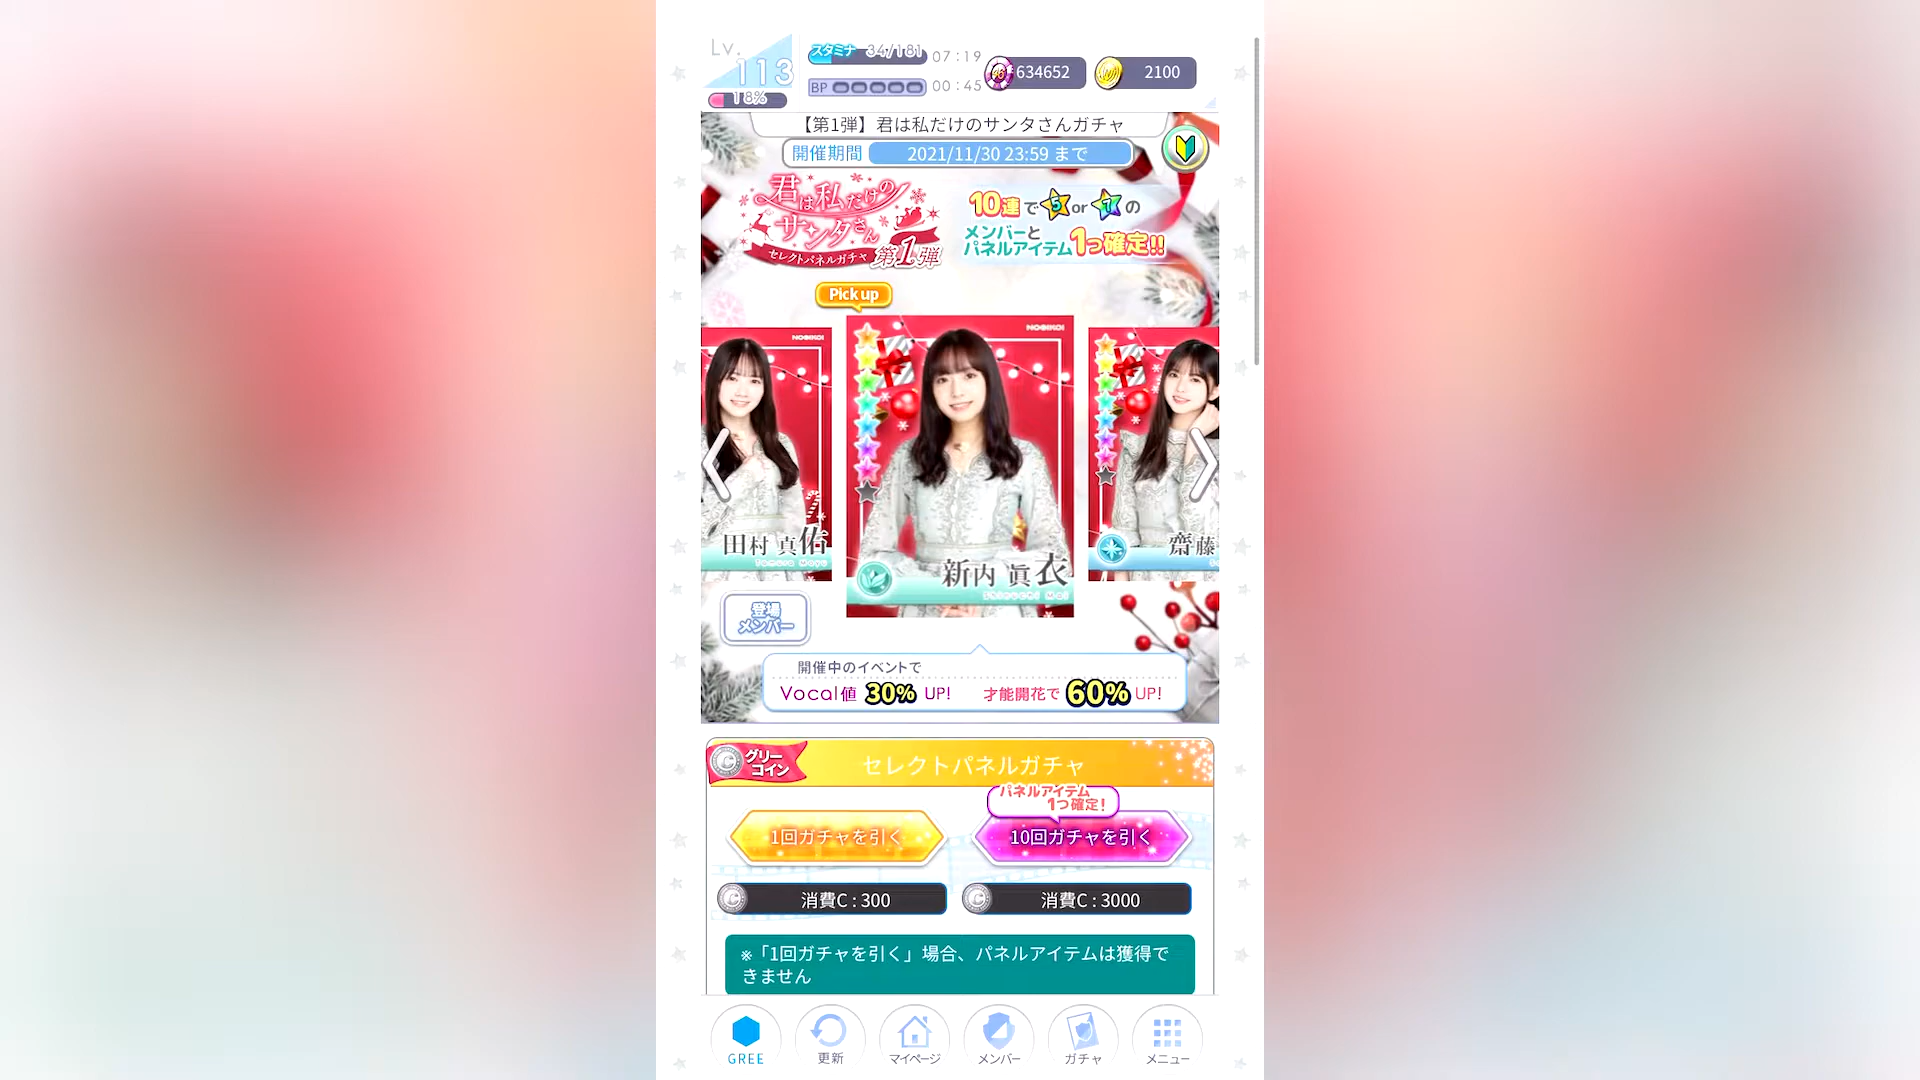 Lv.
113
18%
スタミナ 34/181 07:19
BP 00:45
634652
2100
【第1弾】君は私だけのサンタさんガチャ
開催期間 2021/11/30 23:59 まで
君は私だけの
サンタさん
セレクトパネルガチャ 第1弾
10連で5or7の
メンバーと
パネルアイテム1つ確定!!
Pick up
NOGIKOI
NOGIKOI
田村 真佑
Tamura Mayu
新内 眞衣
Shinuchi Mai
齋藤
登場
メンバー
開催中のイベントで
Vocal値 30% UP! 才能開花で 60% UP!
グリー
コイン
セレクトパネルガチャ
パネルアイテム
1つ確定!
1回ガチャを引く
10回ガチャを引く
消費C : 300
消費C : 3000
※「1回ガチャを引く」場合、パネルアイテムは獲得で
きません
GREE
更新
マイページ
メンバー
ガチャ
メニュー